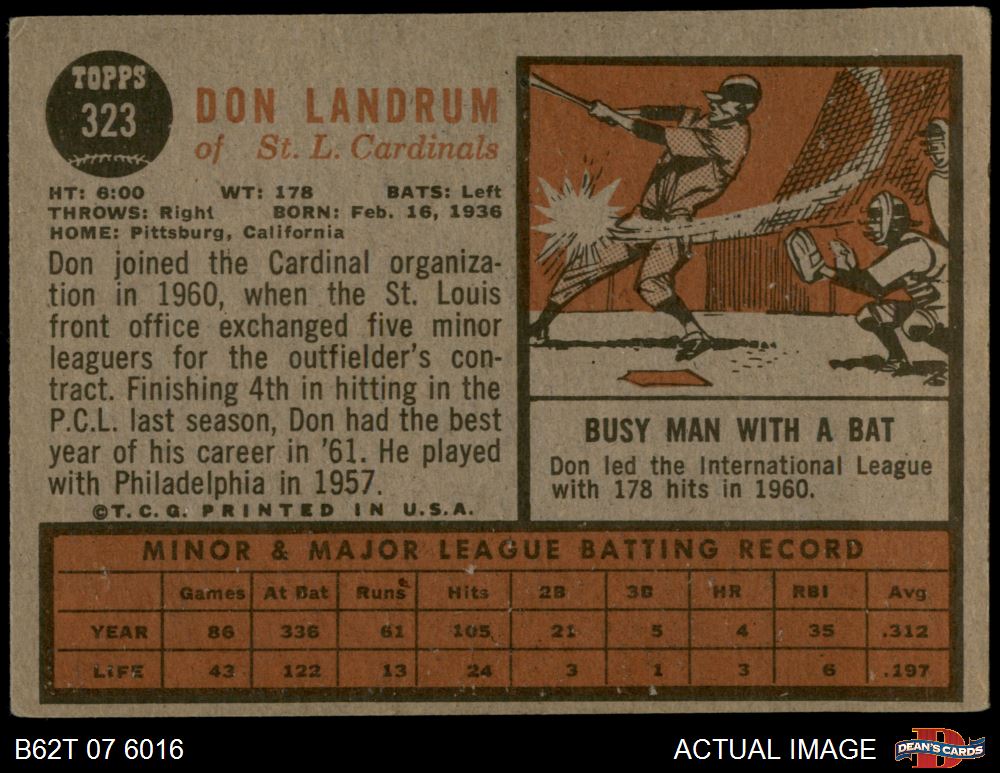 TOPPS
323
DON LANDRUM
of St. L. Cardinals
HT: 6:00 WT: 178 BATS: Left
THROWS: Right BORN: Feb. 16, 1936
HOME: Pittsburg, California
Don joined the Cardinal organiza-
tion in 1960, when the St. Louis
front office exchanged five minor
leaguers for the outfielder's con-
tract. Finishing 4th in hitting in the
P.C.L. last season, Don had the best
year of his career in '61. He played
with Philadelphia in 1957.
©T.C.G. PRINTED IN U.S.A.
BUSY MAN WITH A BAT
Don led the International League
with 178 hits in 1960.
MINOR & MAJOR LEAGUE BATTING RECORD
Games At Bat Runs Hits 2B 3B HR RBI Avg
YEAR 86 336 61 105 21 5 4 35 .312
LIFE 43 122 13 24 3 1 3 6 .197
B62T 07 6016 ACTUAL IMAGE
D
DEAN'S CARDS